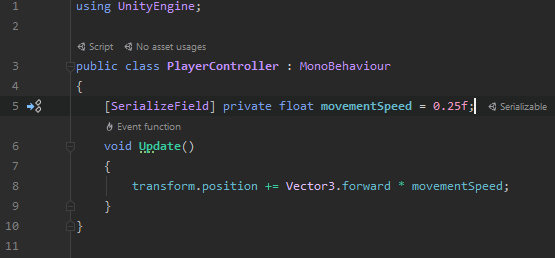 1 using UnityEngine;
2
Script No asset usages
3 public class PlayerController : MonoBehaviour
4 {
5 [SerializeField] private float movementSpeed = 0.25f; Serializable
Event function
6 void Update()
7 {
8 transform.position += Vector3.forward * movementSpeed;
9 }
10 }
11